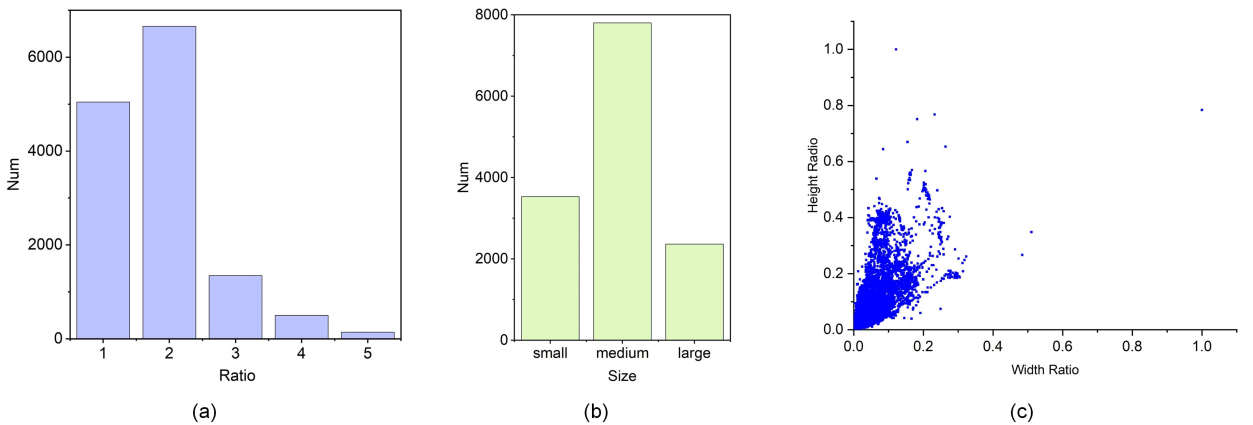 6000
4000
2000
0
Num
1 2 3 4 5
Ratio
(a)
8000
6000
4000
2000
0
Num
small medium large
Size
(b)
1.0
0.8
0.6
0.4
0.2
0.0
Height Radio
0.0 0.2 0.4 0.6 0.8 1.0
Width Ratio
(c)